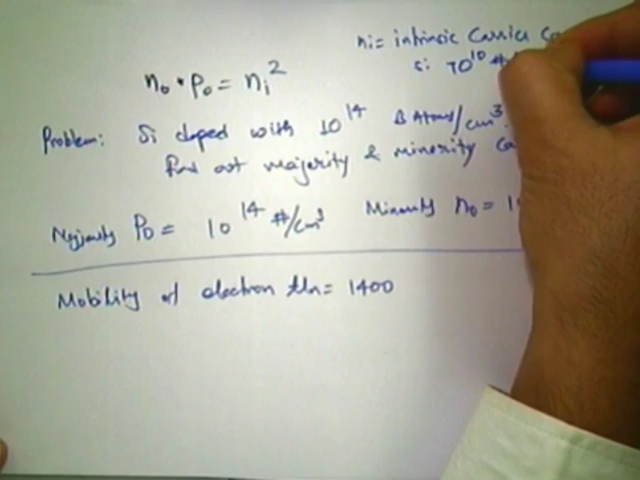 ni = intrinsic Carrier
n₀ • p₀ = nᵢ²
Si 10¹⁰ #
Problem: Si doped with 10¹⁴ B Atoms/cm³.
find out majority & minority
Majority P₀ = 10¹⁴ #/cm³ Minority n₀ =
Mobility of electron μn = 1400